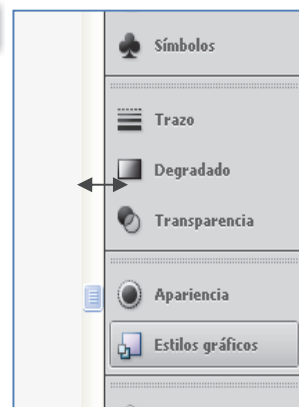 Símbolos
Trazo
Degradado
Transparencia
Apariencia
Estilos gráficos